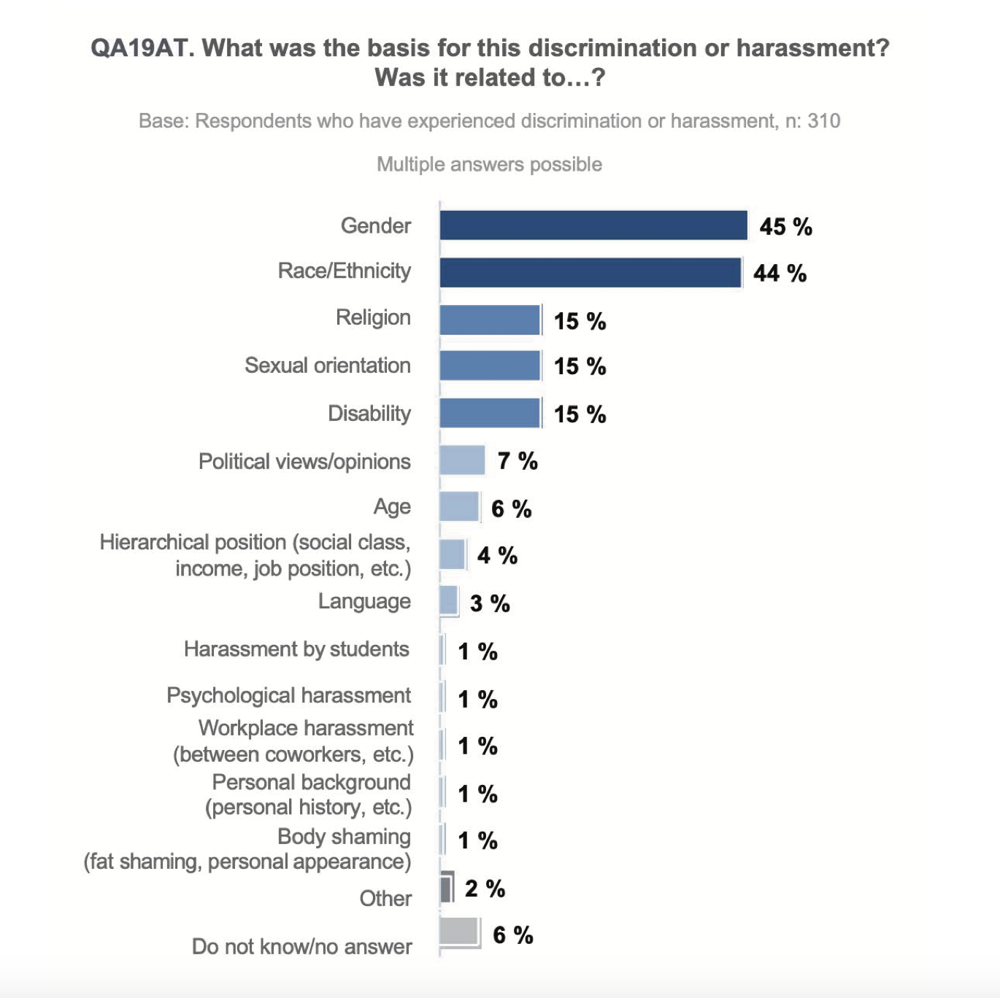 QA19AT. What was the basis for this discrimination or harassment?
Was it related to…?
Base: Respondents who have experienced discrimination or harassment, n: 310
Multiple answers possible
Gender 45 %
Race/Ethnicity 44 %
Religion 15 %
Sexual orientation 15 %
Disability 15 %
Political views/opinions 7 %
Age 6 %
Hierarchical position (social class,
income, job position, etc.) 4 %
Language 3 %
Harassment by students 1 %
Psychological harassment 1 %
Workplace harassment
(between coworkers, etc.) 1 %
Personal background
(personal history, etc.) 1 %
Body shaming
(fat shaming, personal appearance) 1 %
Other 2 %
Do not know/no answer 6 %